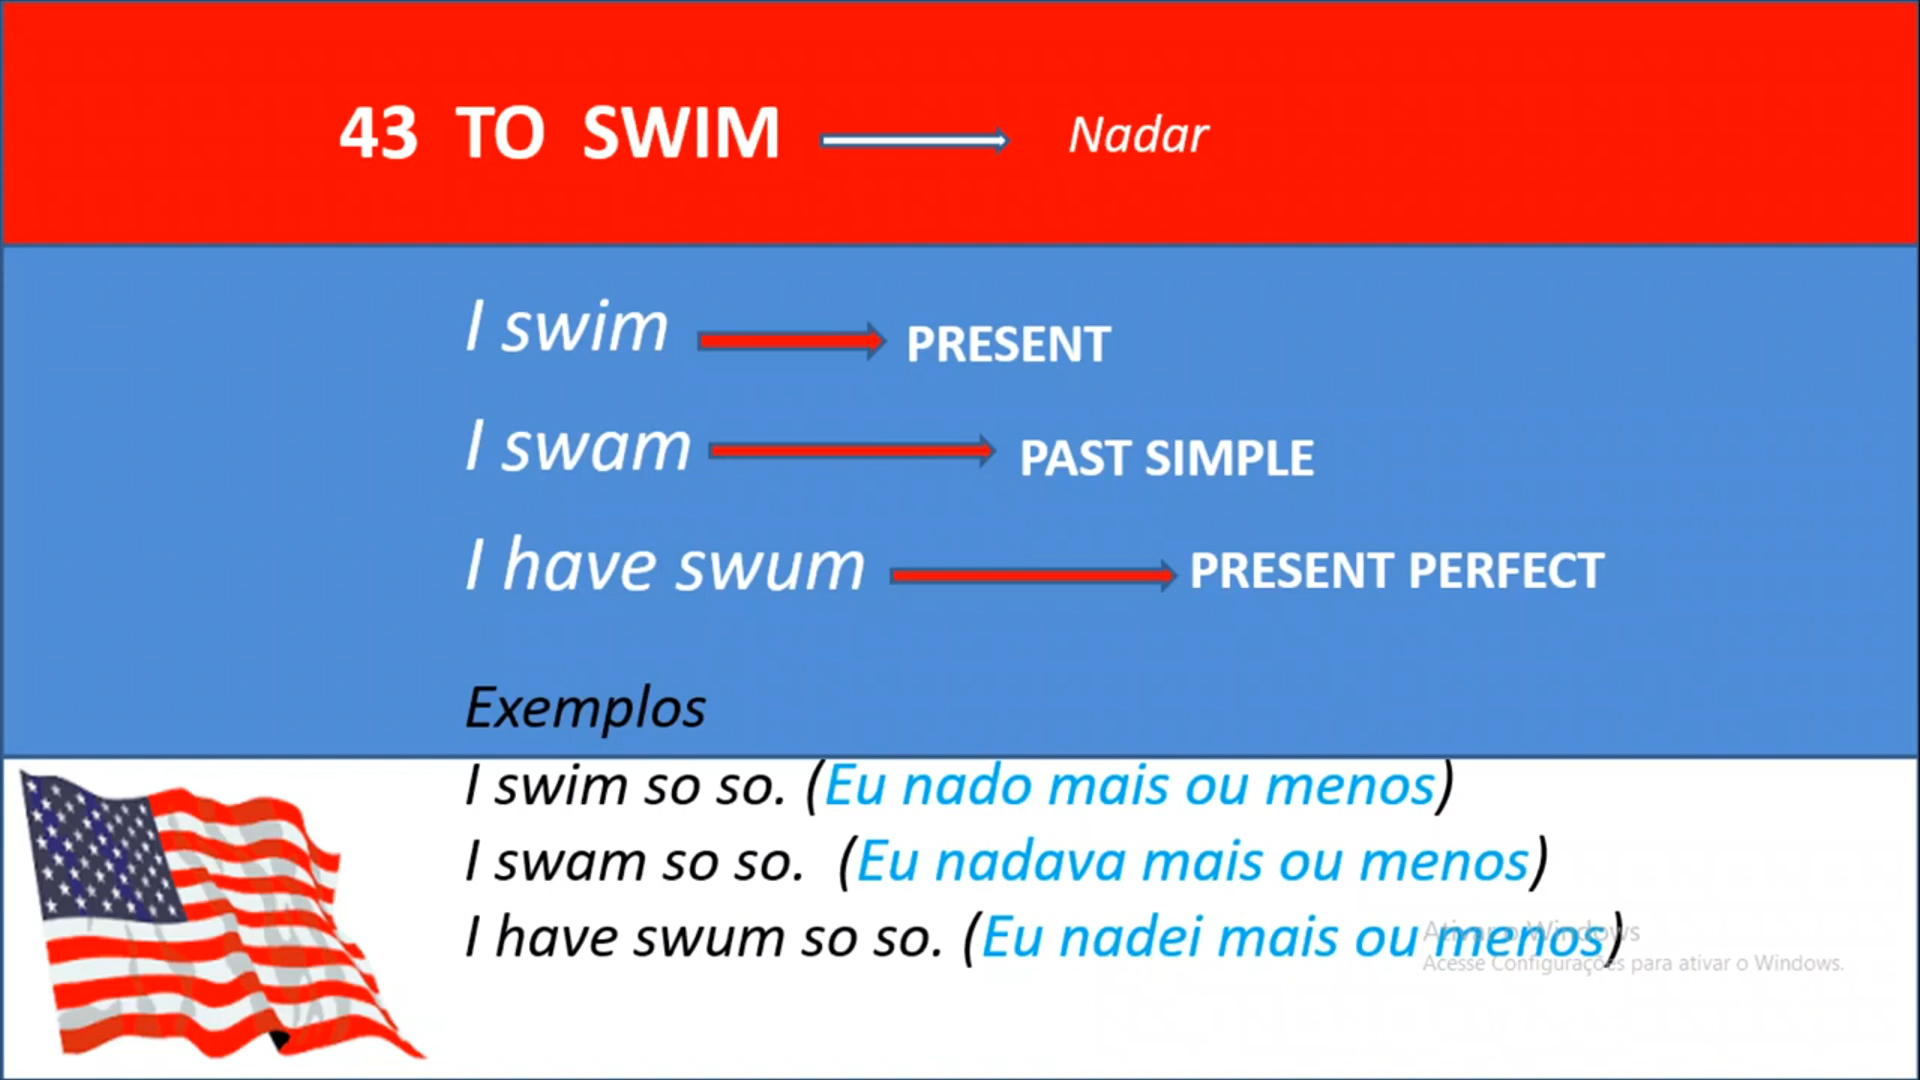 43 TO SWIM Nadar
I swim PRESENT
I swam PAST SIMPLE
I have swum PRESENT PERFECT
Exemplos
I swim so so. (Eu nado mais ou menos)
I swam so so. (Eu nadava mais ou menos)
I have swum so so. (Eu nadei mais ou menos)
Ativar o Windows
Acesse Configurações para ativar o Windows.